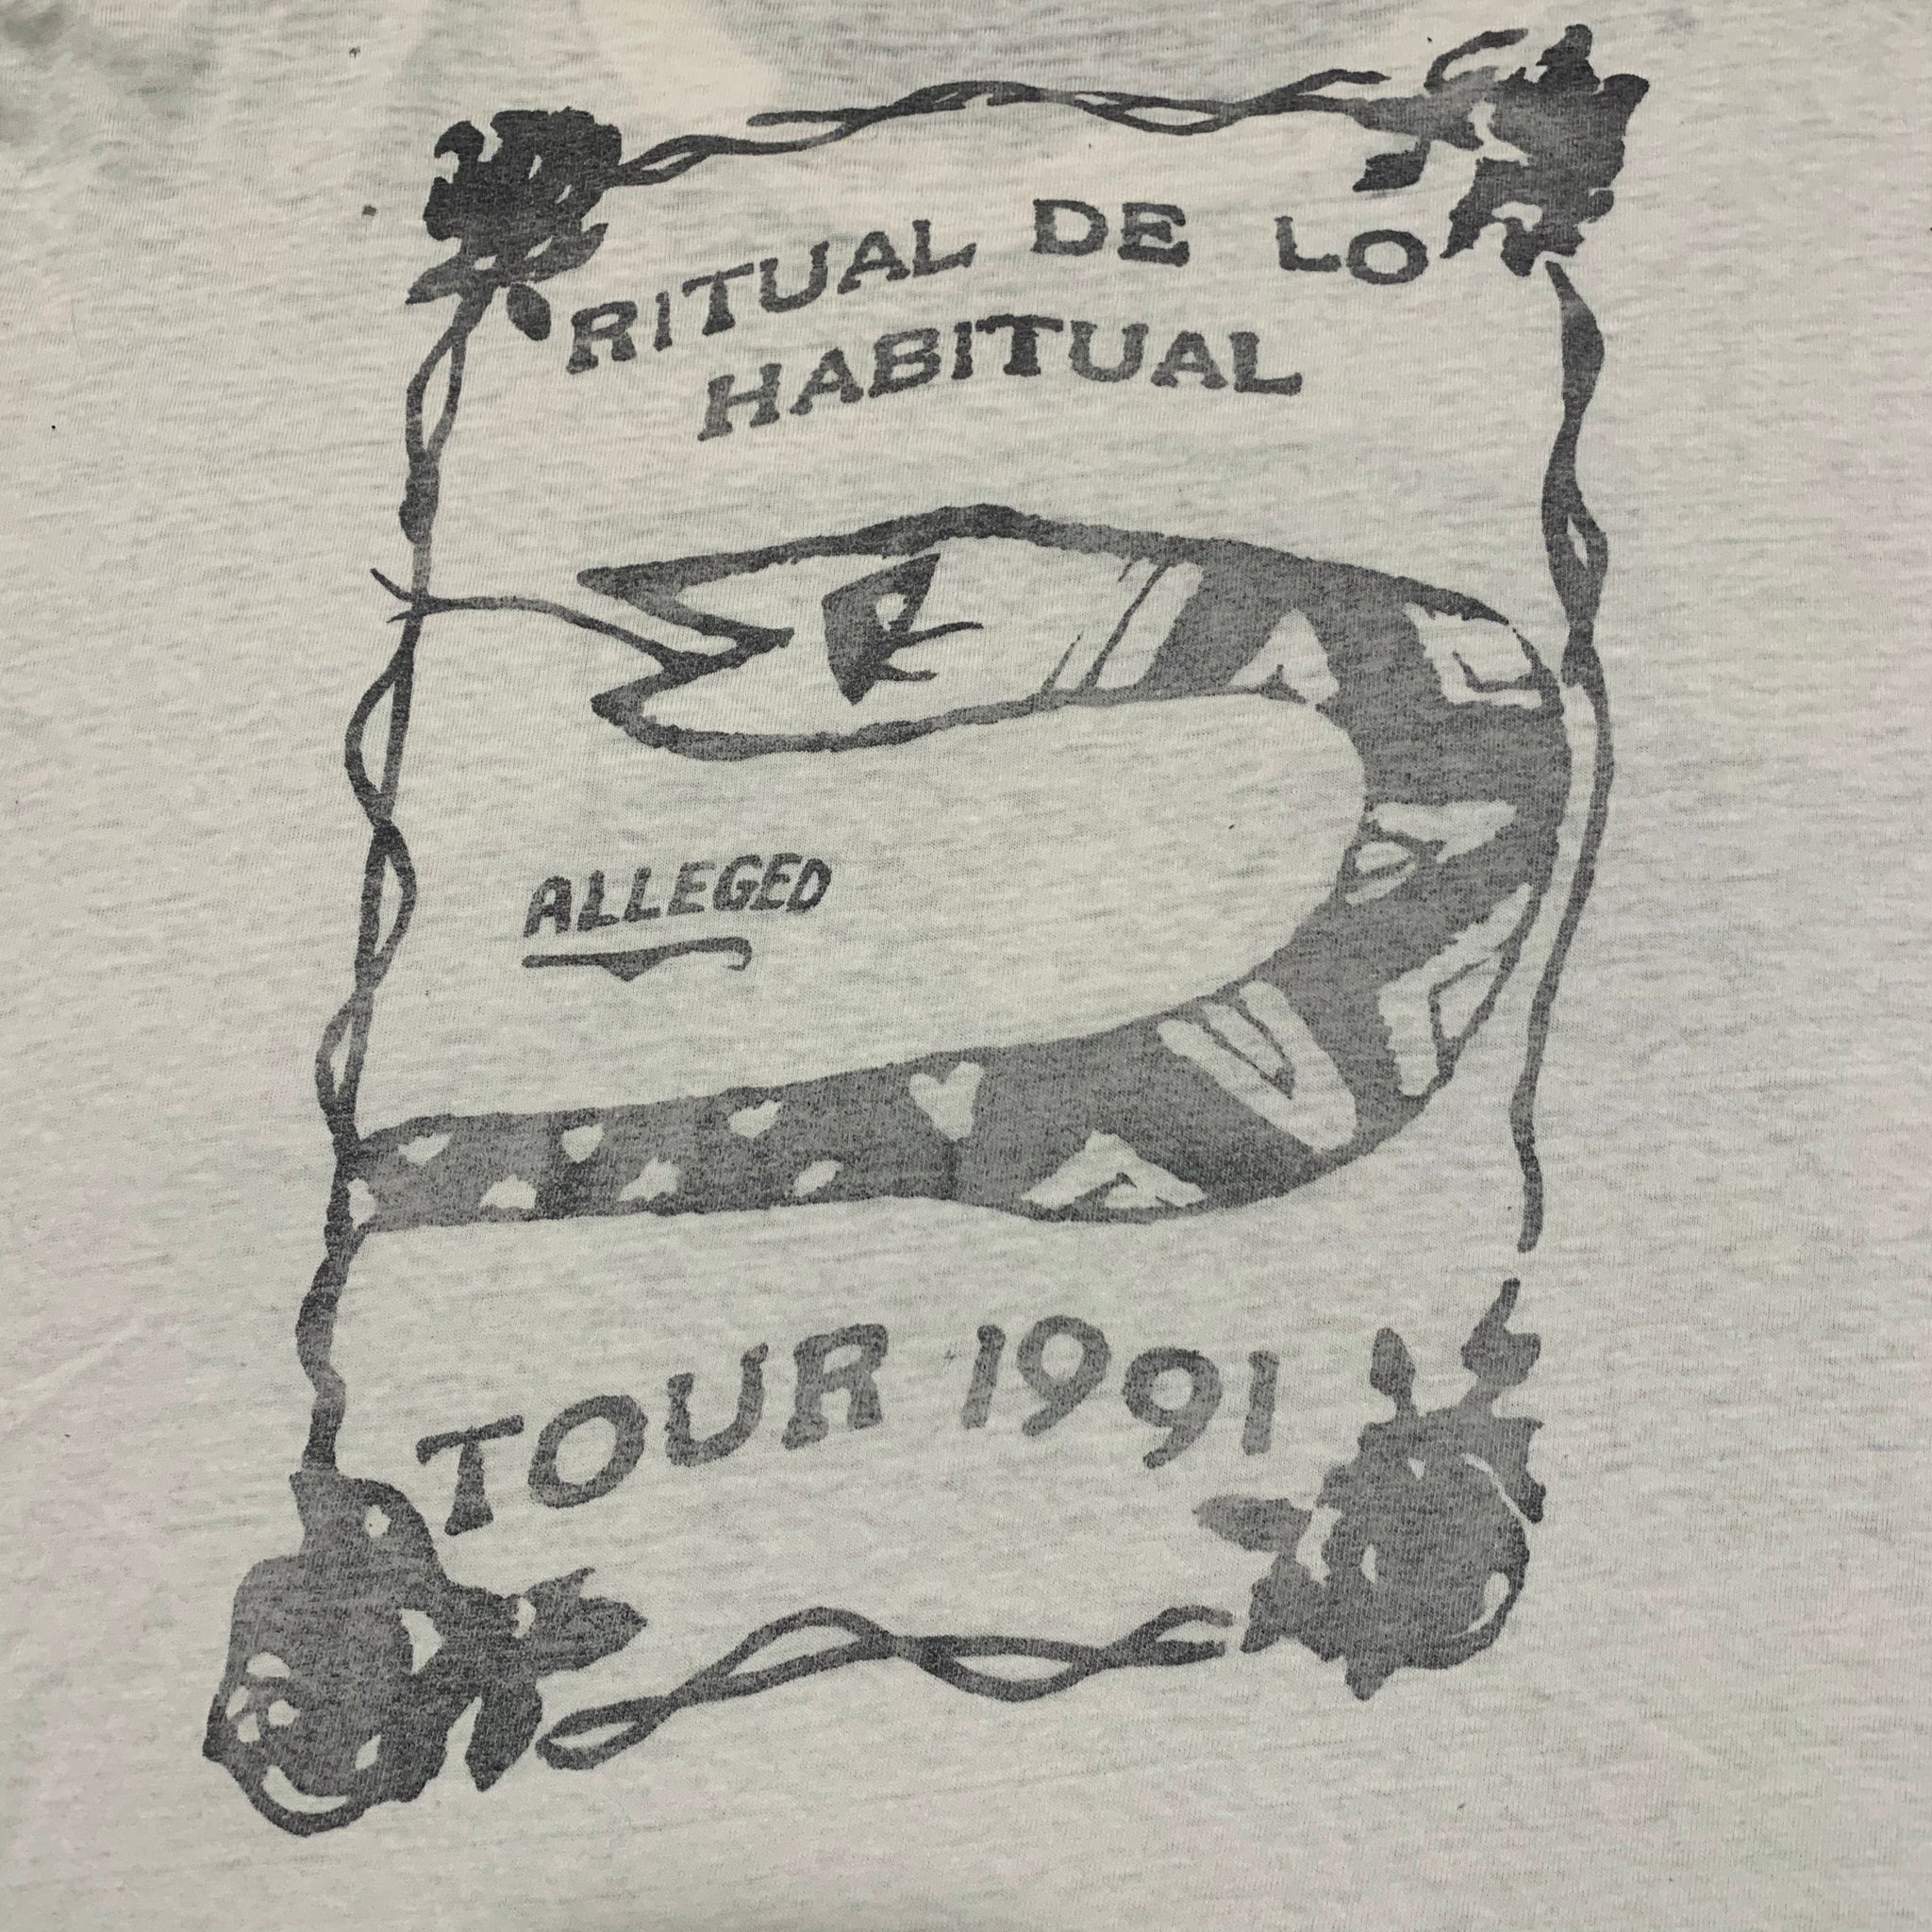 RITUAL DE LO
HABITUAL
ALLEGED
TOUR 1991